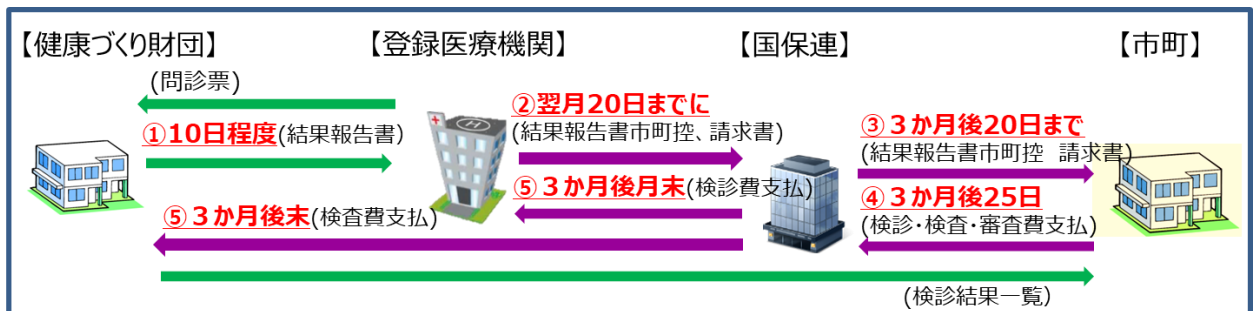 【健康づくり財団】
【登録医療機関】
【国保連】
【市町】
(問診票)
①10日程度(結果報告書)
②翌月20日までに
(結果報告書市町控、請求書)
③３か月後20日まで
(結果報告書市町控　請求書)
⑤３か月後月末(検診費支払)
④３か月後25日
(検診・検査・審査費支払)
⑤３か月後末(検査費支払)
(検診結果一覧)